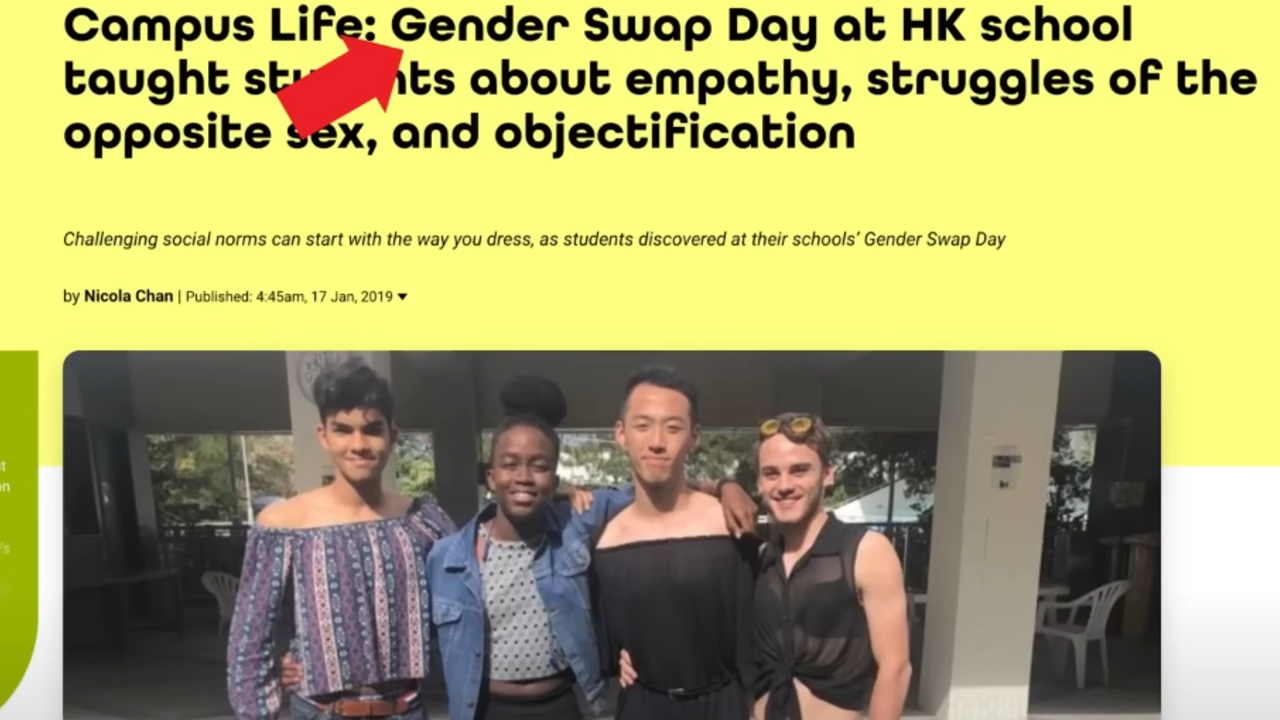 Campus Life: Gender Swap Day at HK school
taught students about empathy, struggles of the
opposite sex, and objectification
Challenging social norms can start with the way you dress, as students discovered at their schools’ Gender Swap Day
by Nicola Chan | Published: 4:45am, 17 Jan, 2019